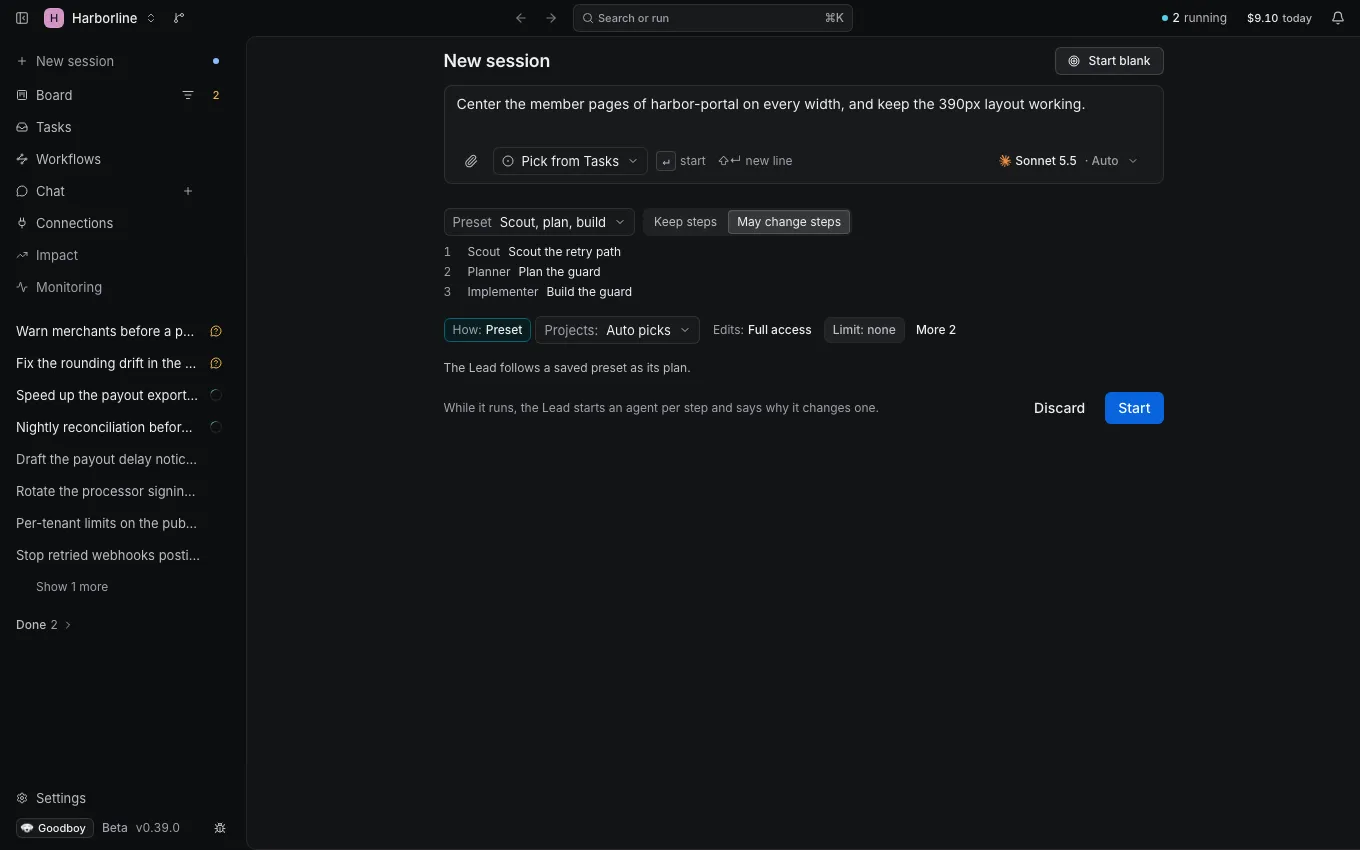 H Harborline
Search or run ⌘K
2 running $9.10 today
New session
Board 2
Tasks
Workflows
Chat
Connections
Impact
Monitoring
Warn merchants before a p...
Fix the rounding drift in the ...
Speed up the payout export...
Nightly reconciliation befor...
Draft the payout delay notic...
Rotate the processor signin...
Per-tenant limits on the pub...
Stop retried webhooks posti...
Show 1 more
Done 2
Settings
Goodboy Beta v0.39.0
New session
Start blank
Center the member pages of harbor-portal on every width, and keep the 390px layout working.
Pick from Tasks ↵ start ⇧↵ new line Sonnet 5.5 · Auto
Preset Scout, plan, build Keep steps May change steps
1 Scout Scout the retry path
2 Planner Plan the guard
3 Implementer Build the guard
How: Preset Projects: Auto picks Edits: Full access Limit: none More 2
The Lead follows a saved preset as its plan.
While it runs, the Lead starts an agent per step and says why it changes one.
Discard Start